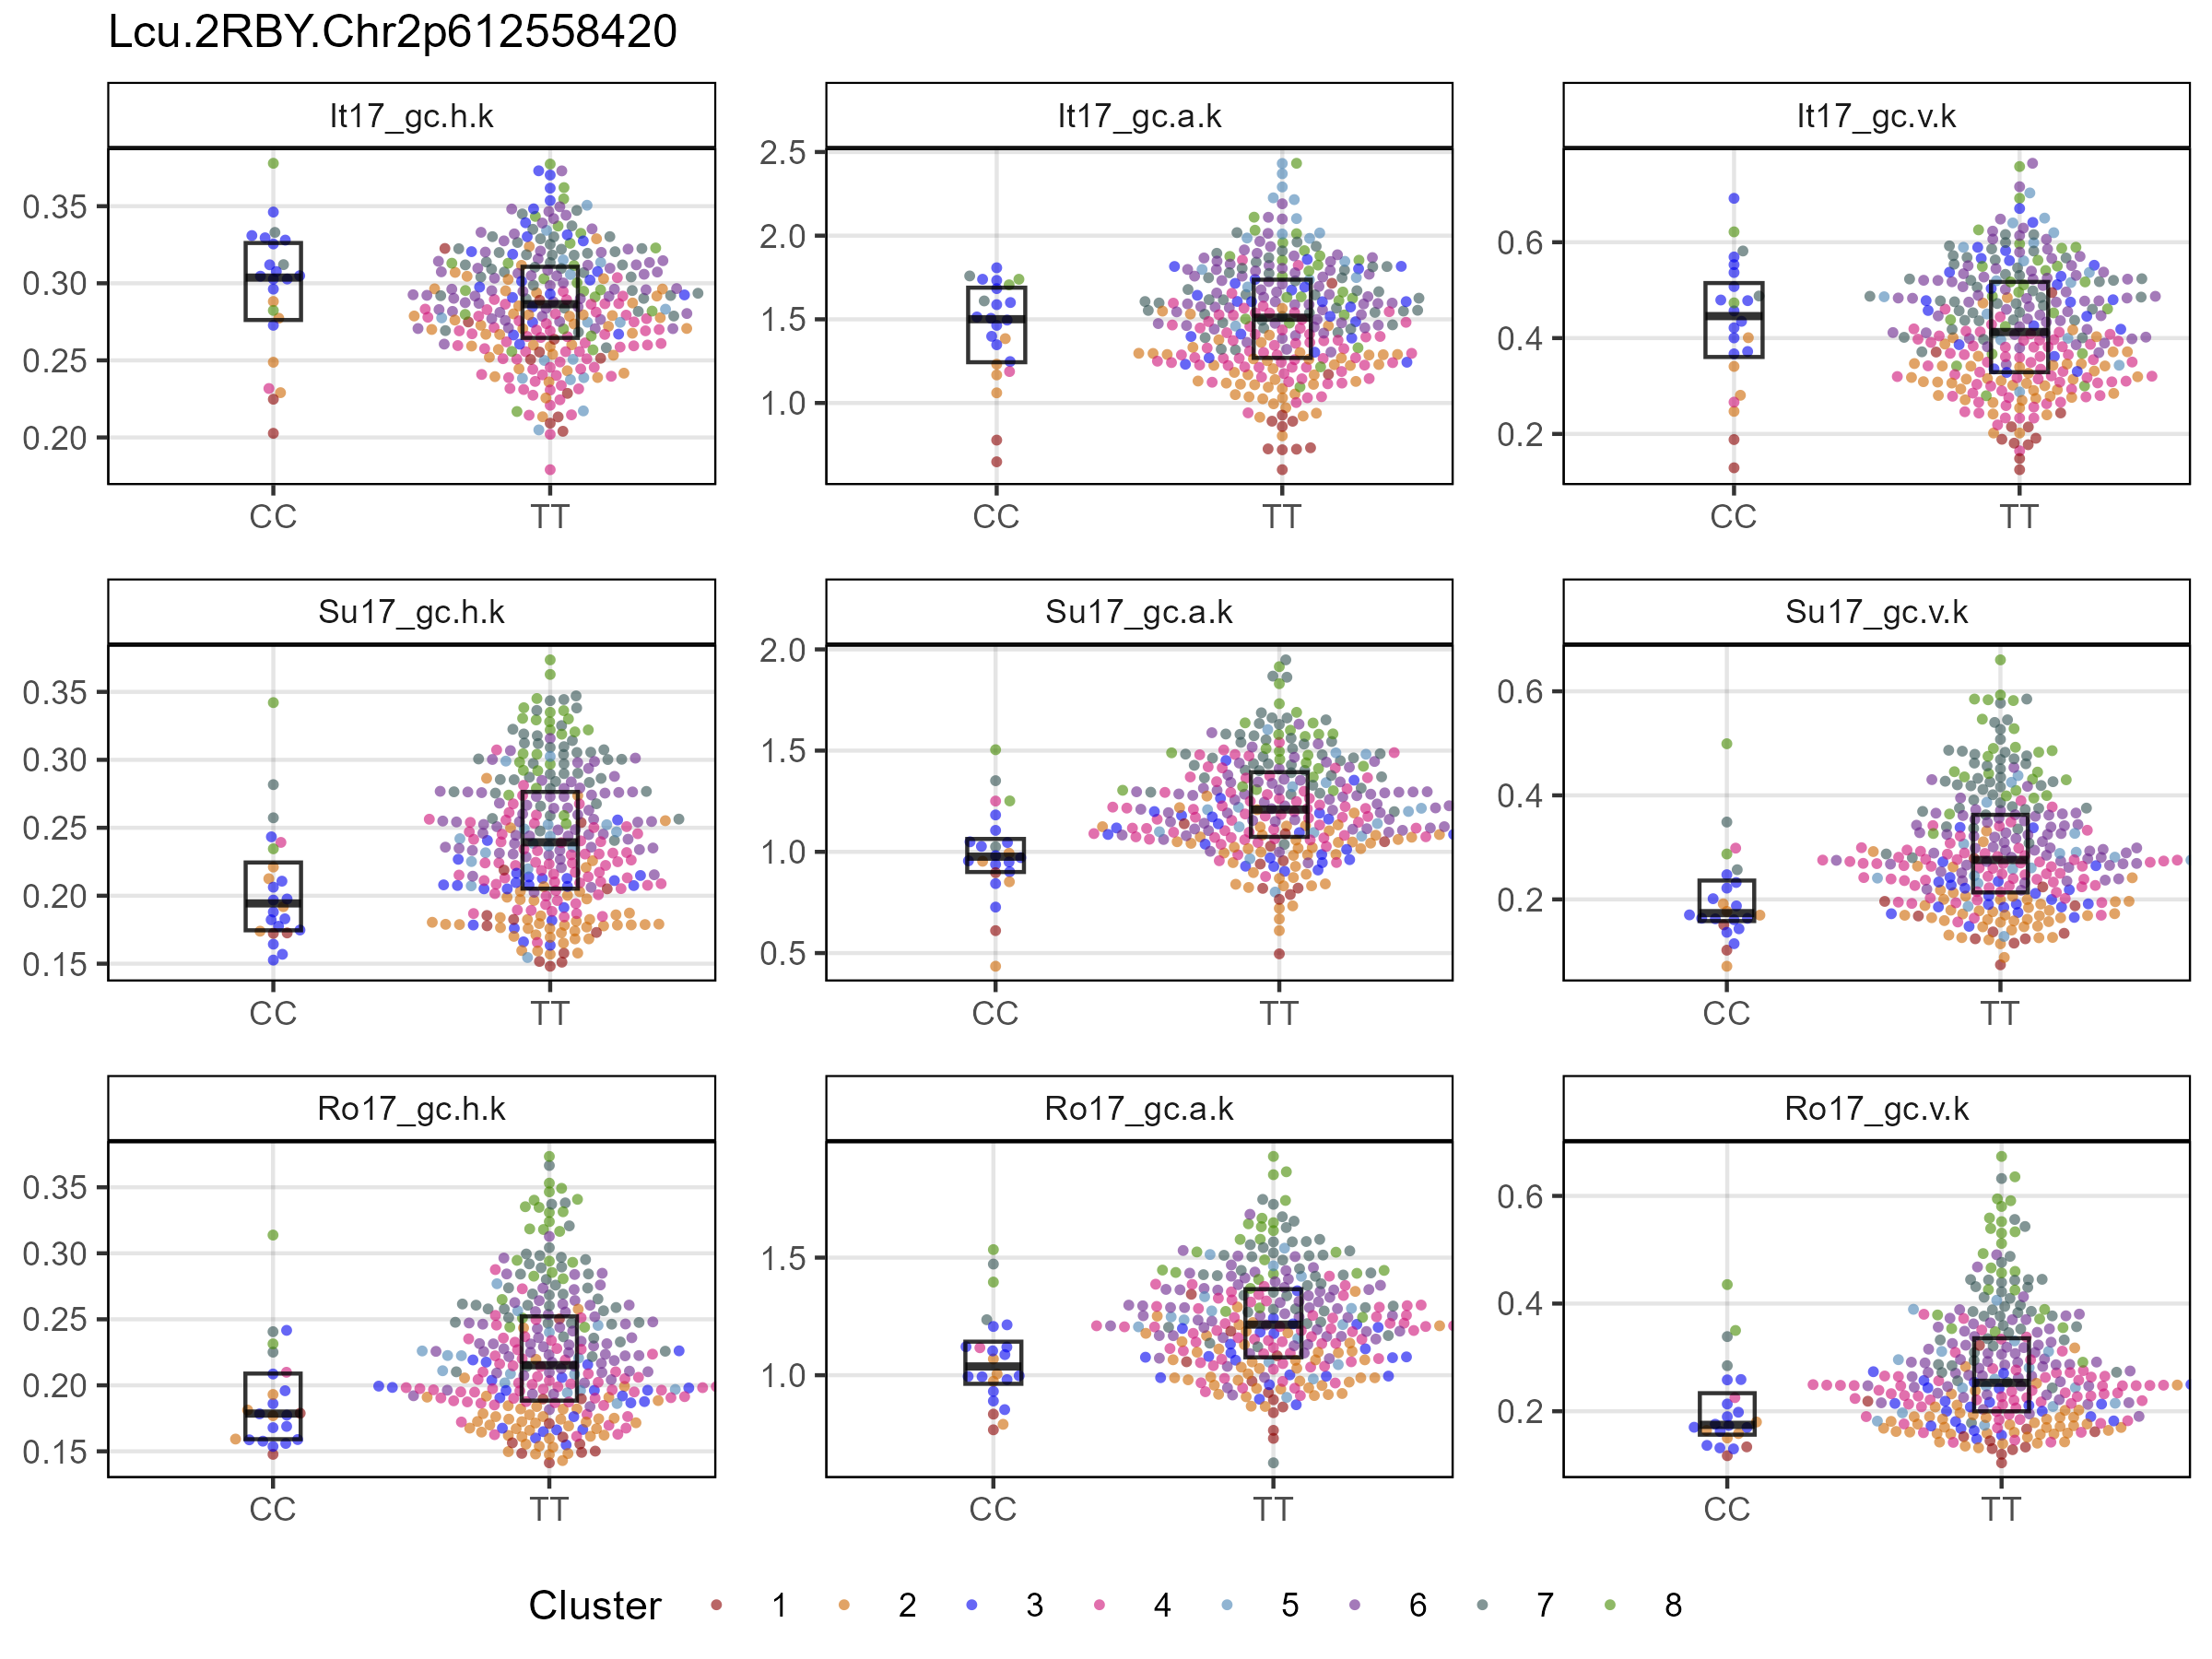 Lcu.2RBY.Chr2p612558420
It17_gc.h.k
It17_gc.a.k
It17_gc.v.k
0.35
0.30
0.25
0.20
2.5
2.0
1.5
1.0
0.6
0.4
0.2
CC
TT
CC
TT
CC
TT
Su17_gc.h.k
Su17_gc.a.k
Su17_gc.v.k
0.35
0.30
0.25
0.20
0.15
2.0
1.5
1.0
0.5
0.6
0.4
0.2
CC
TT
CC
TT
CC
TT
Ro17_gc.h.k
Ro17_gc.a.k
Ro17_gc.v.k
0.35
0.30
0.25
0.20
0.15
1.5
1.0
0.6
0.4
0.2
CC
TT
CC
TT
CC
TT
Cluster 1 2 3 4 5 6 7 8